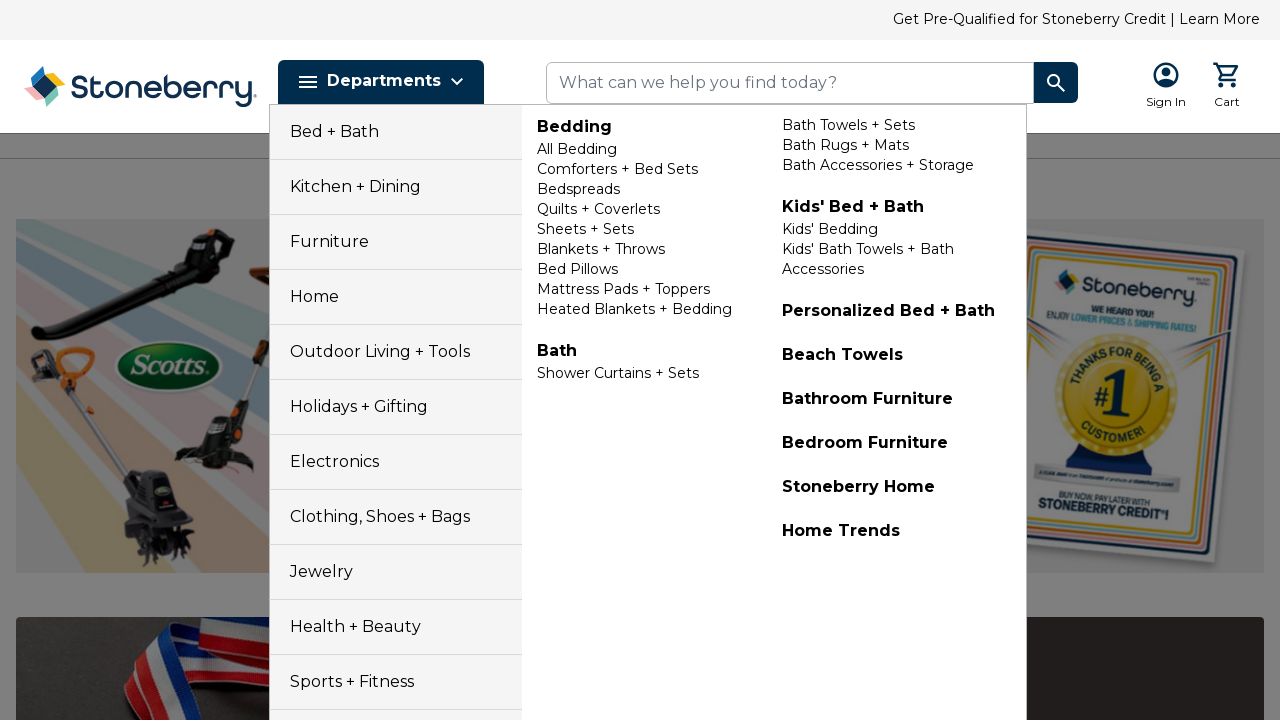 Get Pre-Qualified for Stoneberry Credit | Learn More
Stoneberry
Departments
What can we help you find today?
Sign In
Cart
Bed + Bath
Kitchen + Dining
Furniture
Home
Outdoor Living + Tools
Holidays + Gifting
Electronics
Clothing, Shoes + Bags
Jewelry
Health + Beauty
Sports + Fitness
Bedding
All Bedding
Comforters + Bed Sets
Bedspreads
Quilts + Coverlets
Sheets + Sets
Blankets + Throws
Bed Pillows
Mattress Pads + Toppers
Heated Blankets + Bedding
Bath
Shower Curtains + Sets
Bath Towels + Sets
Bath Rugs + Mats
Bath Accessories + Storage
Kids' Bed + Bath
Kids' Bedding
Kids' Bath Towels + Bath
Accessories
Personalized Bed + Bath
Beach Towels
Bathroom Furniture
Bedroom Furniture
Stoneberry Home
Home Trends
Scotts
Stoneberry
WE HEARD YOU!
ENJOY LOWER PRICES & SHIPPING RATES!
THANKS FOR BEING A
#1
CUSTOMER!
BUY NOW, PAY LATER WITH
STONEBERRY CREDIT™!